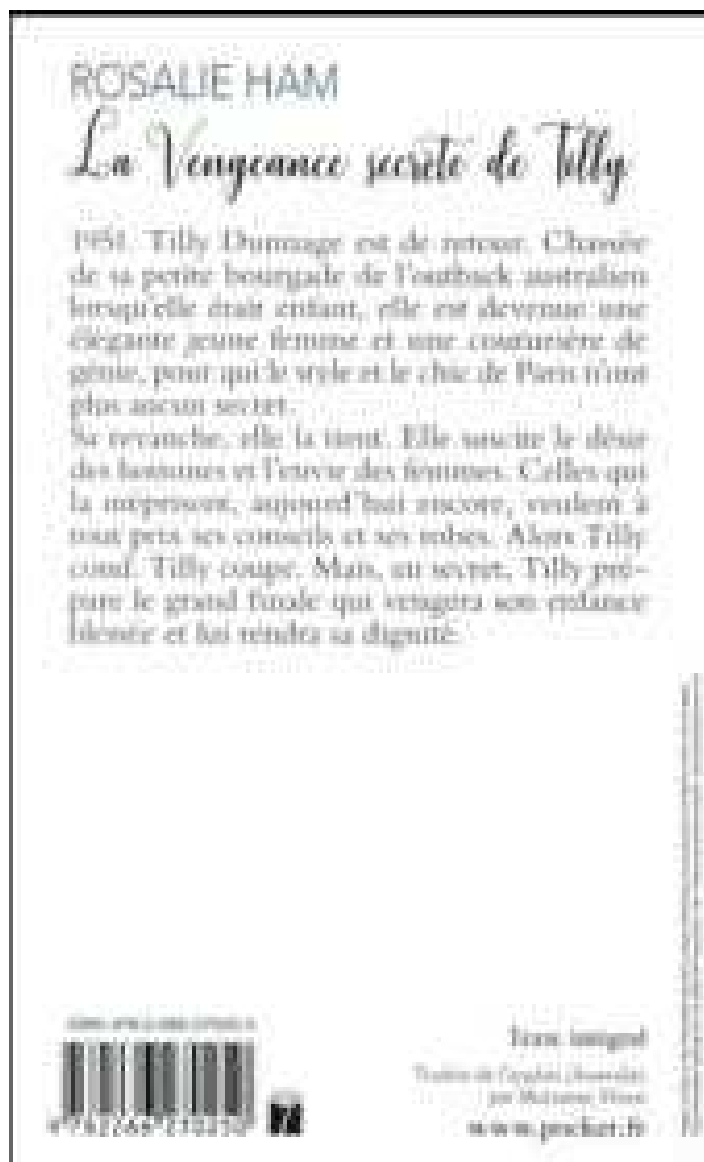 ROSALIE HAM
La Vengeance secrète de Tilly
1951. Tilly Dunnage est de retour. Chassée
de sa petite bourgade de l'outback australien
lorsqu'elle était enfant, elle est devenue une
élégante jeune femme et une couturière de
génie, pour qui le style et le chic de Paris n'ont
plus aucun secret.
Sa revanche, elle la tient. Elle suscite le désir
des hommes et l'envie des femmes. Celles qui
la méprisent, aujourd'hui encore, veulent à
tout prix ses conseils et ses robes. Alors Tilly
coud. Tilly coupe. Mais, en secret, Tilly pré-
pare le grand finale qui vengera son enfance
blessée et lui rendra sa dignité.
Texte intégral
Traduit de l'anglais (Australie)
par
www.pocket.fr